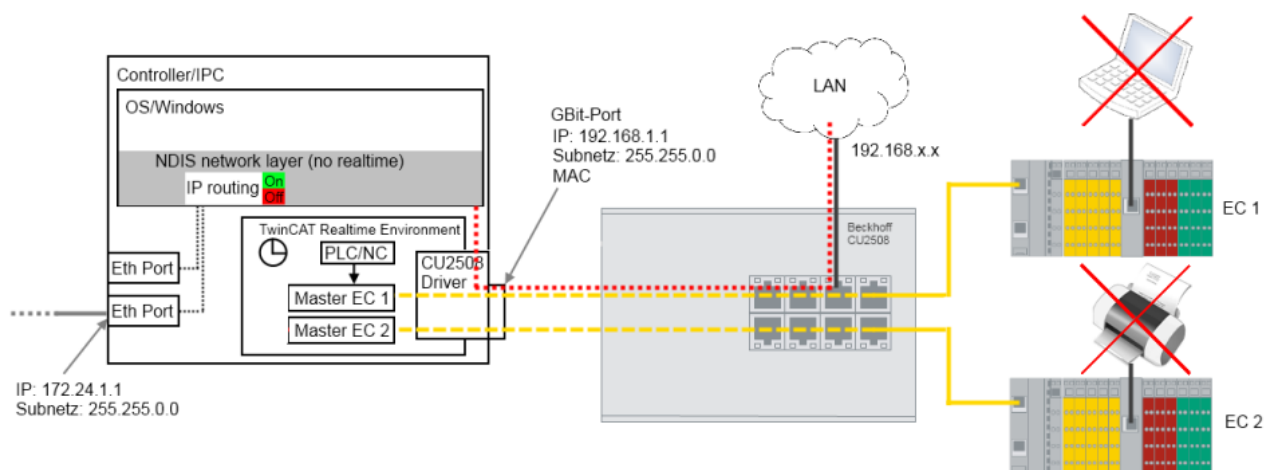 Controller/IPC
OS/Windows
NDIS network layer (no realtime)
IP routing
On
Off
TwinCAT Realtime Environment
PLC/NC
CU2508
Driver
Master EC 1
Master EC 2
Eth Port
Eth Port
IP: 172.24.1.1
Subnetz: 255.255.0.0
GBit-Port
IP: 192.168.1.1
Subnetz: 255.255.0.0
MAC
LAN
192.168.x.x
Beckhoff
CU2508
EC 1
EC 2